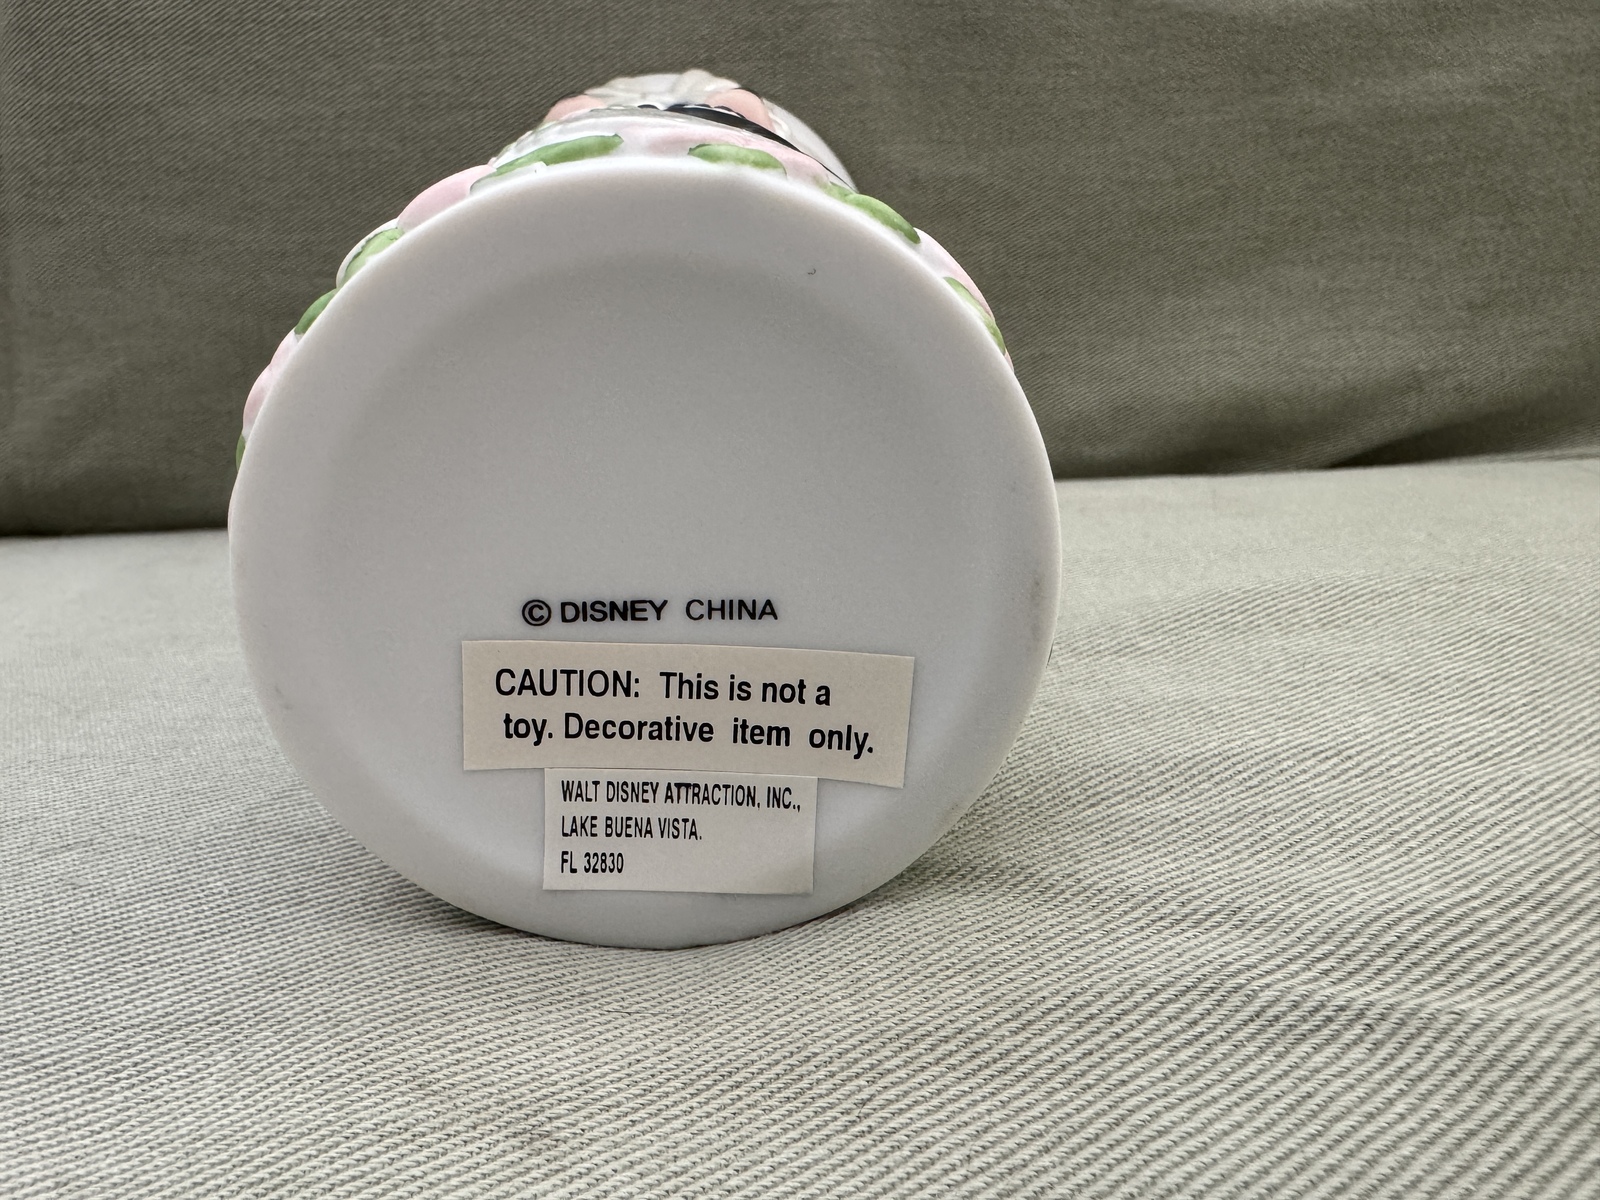 © DISNEY CHINA
CAUTION: This is not a
toy. Decorative item only.
WALT DISNEY ATTRACTION, INC.,
LAKE BUENA VISTA.
FL 32830